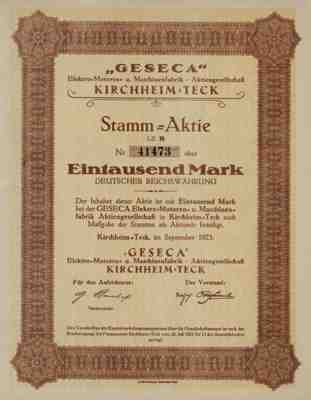 „GESECA"
Elektro-Motoren- u. Maschinenfabrik - Aktiengesellschaft
KIRCHHEIM-TECK
Stamm-Aktie
Lit. B
Nr. 41473 über
Eintausend Mark
DEUTSCHER REICHSWÄHRUNG
Der Inhaber dieser Aktie ist mit Eintausend Mark
bei der GESECA Elektro-Motoren- u. Maschinen-
fabrik Aktiengesellschaft in Kirchheim-Teck nach
Maßgabe der Statuten als Aktionär beteiligt.
Kirchheim-Teck, im September 1923.
„GESECA"
Elektro-Motoren- u. Maschinenfabrik - Aktiengesellschaft
KIRCHHEIM-TECK
Für den Aufsichtsrat: Der Vorstand: